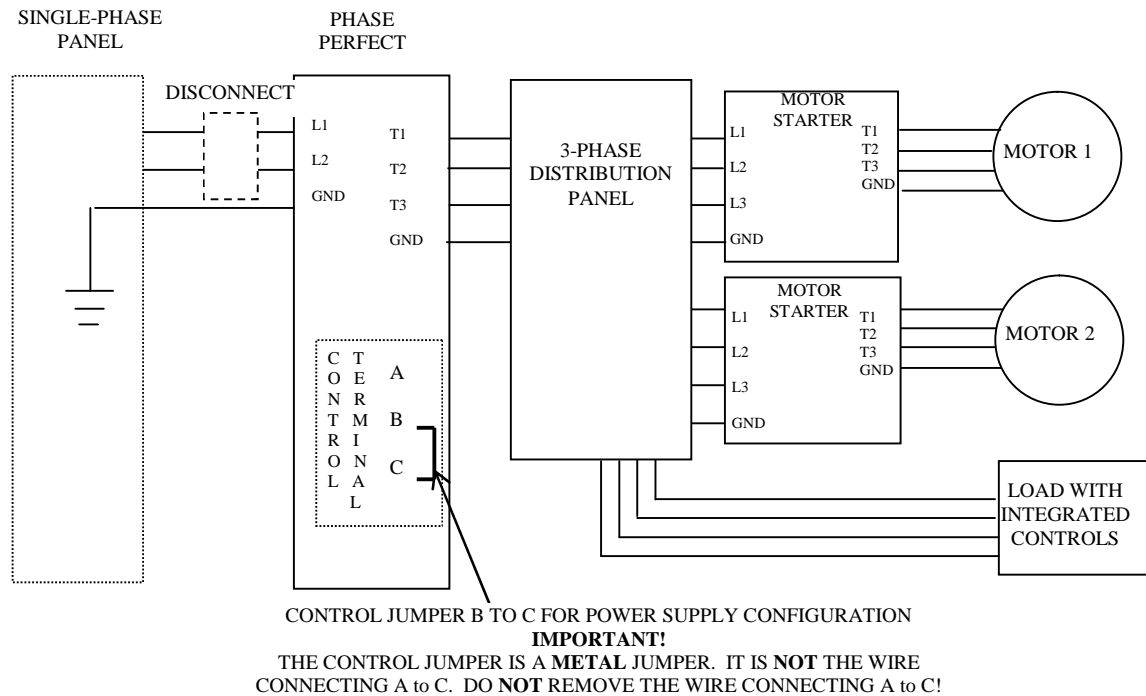 SINGLE-PHASE
PANEL
PHASE
PERFECT
DISCONNECT
L1
L2
GND
T1
T2
T3
GND
3-PHASE
DISTRIBUTION
PANEL
MOTOR
STARTER
L1
L2
L3
GND
T1
T2
T3
GND
MOTOR 1
MOTOR
STARTER
L1
L2
L3
GND
T1
T2
T3
GND
MOTOR 2
CONTROL
TERMINAL
A
B
C
LOAD WITH
INTEGRATED
CONTROLS
CONTROL JUMPER B TO C FOR POWER SUPPLY CONFIGURATION
IMPORTANT!
THE CONTROL JUMPER IS A METAL JUMPER. IT IS NOT THE WIRE
CONNECTING A to C. DO NOT REMOVE THE WIRE CONNECTING A to C!